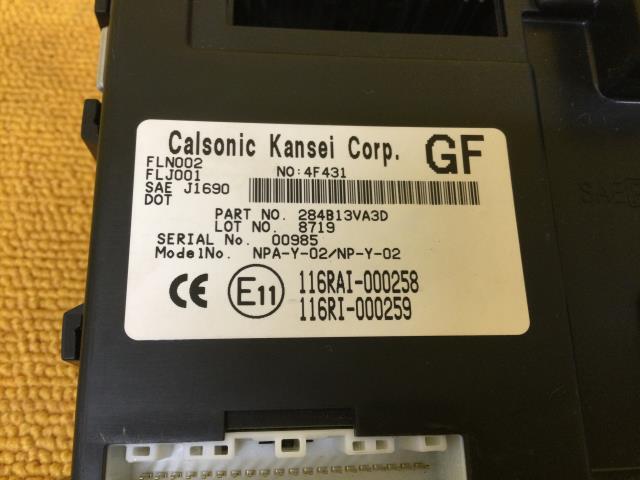 Calsonic Kansei Corp. GF
FLN002
FLJ001 NO:4F431
SAE J1690
DOT
PART NO. 284B13VA3D
LOT NO. 8719
SERIAL No. 00985
ModelNo. NPA-Y-02/NP-Y-02
CE E11 116RAI-000258
116RI-000259